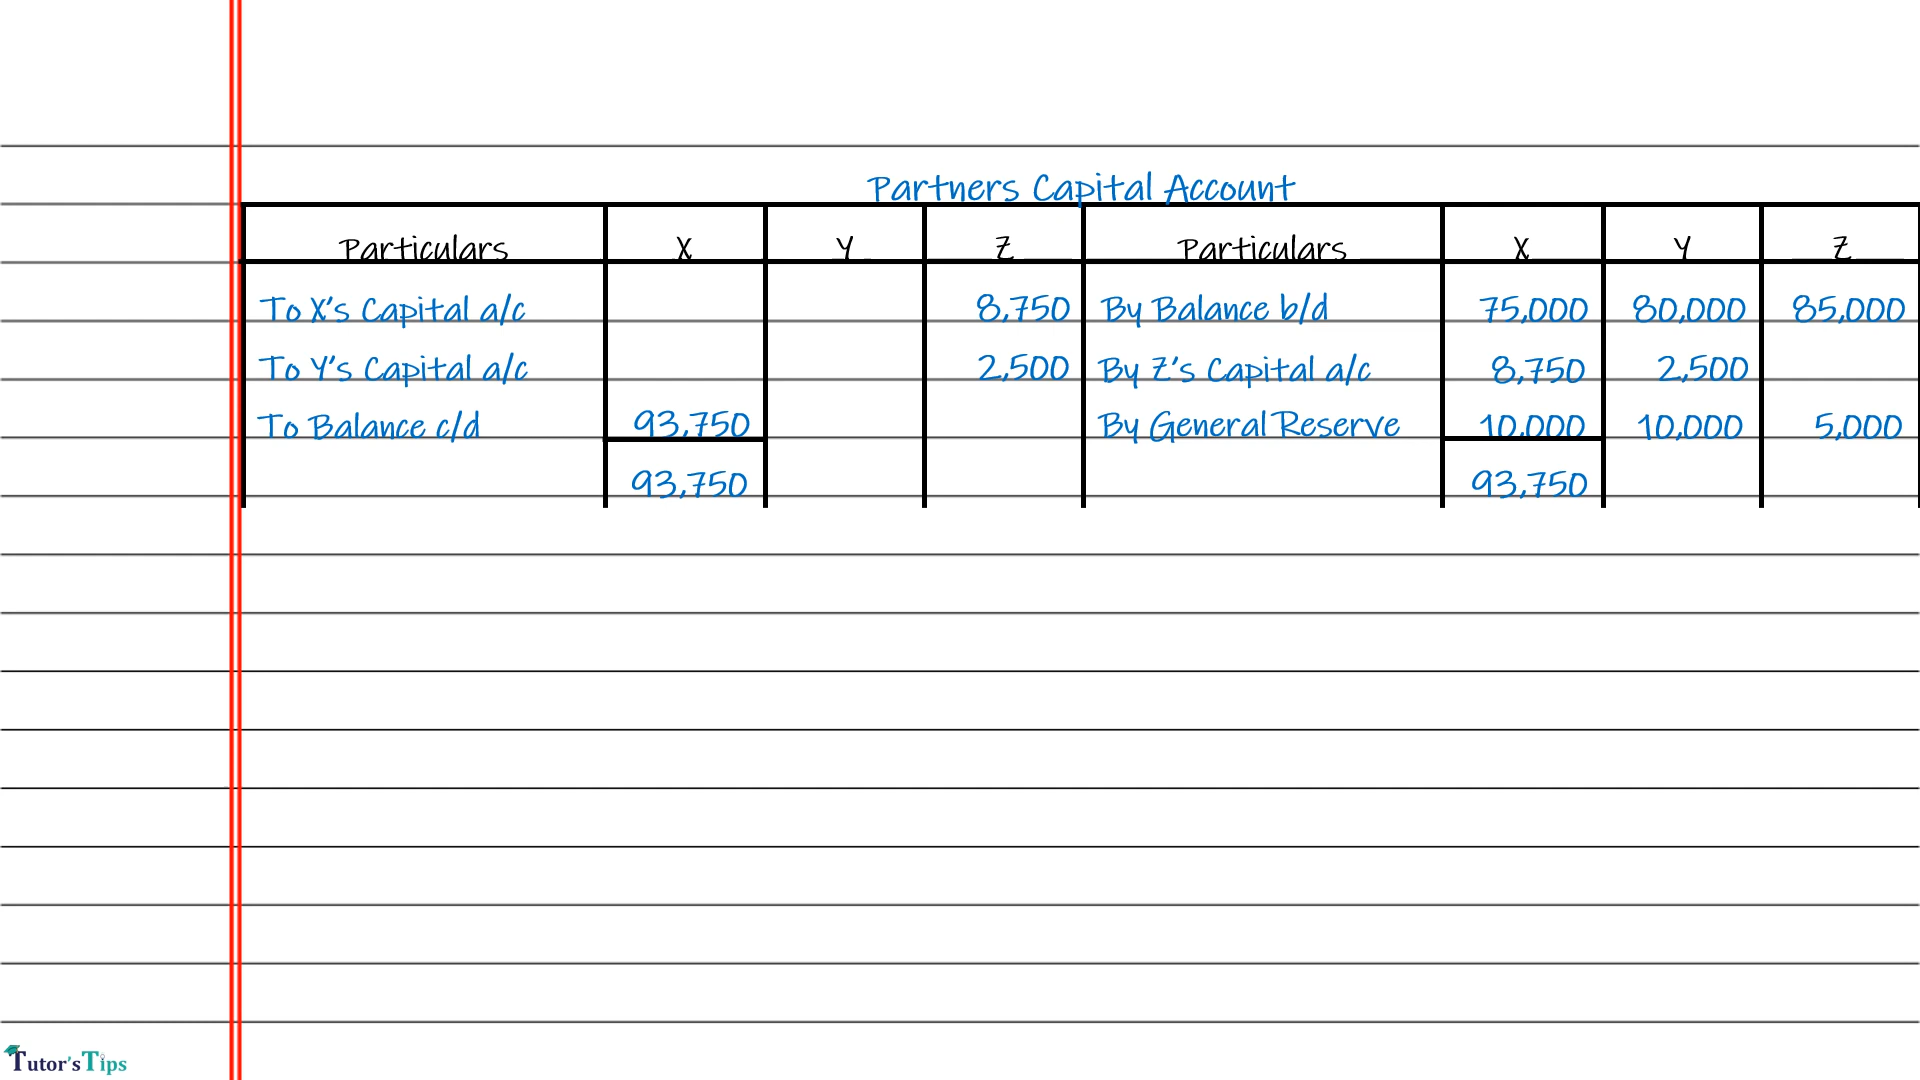 Partners Capital Account
Particulars X Y Z Particulars X Y Z
To X's Capital a/c 8,750 By Balance b/d 75,000 80,000 85,000
To Y's Capital a/c 2,500 By Z's Capital a/c 8,750 2,500
To Balance c/d 93,750 By General Reserve 10,000 10,000 5,000
93,750 93,750
Tutor'sTips